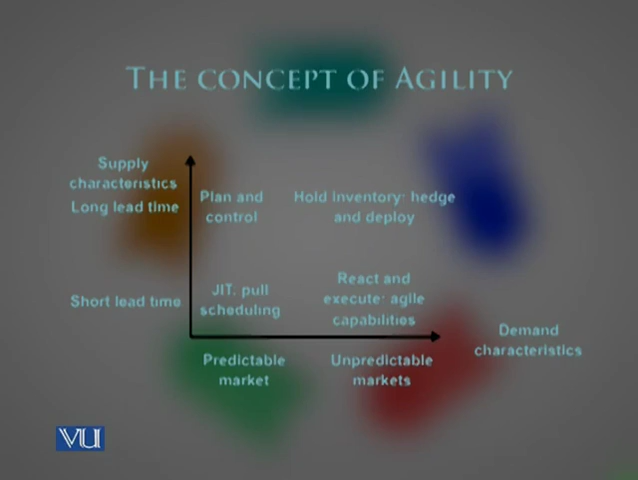 THE CONCEPT OF AGILITY
Supply
characteristics
Long lead time
Plan and
control
Hold Inventory: hedge
and deploy
Short lead time
JIT. pull
scheduling
React and
execute: agile
capabilities
Predictable
market
Unpredictable
markets
Demand
characteristics
VU